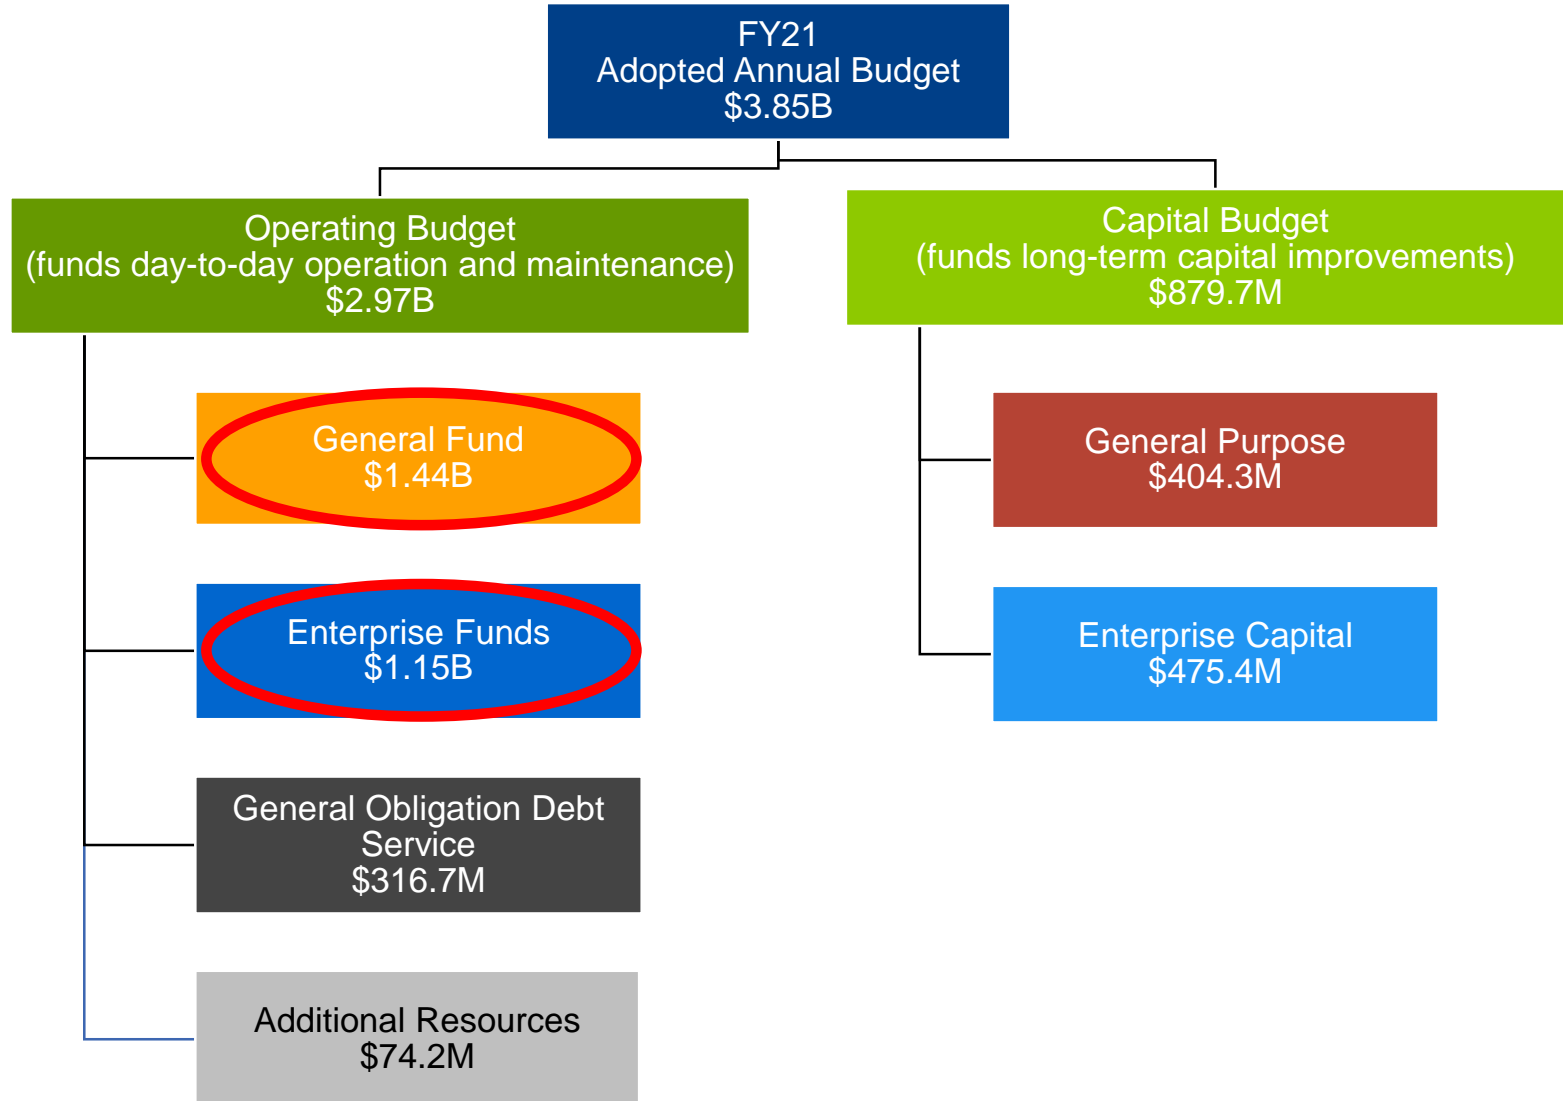 FY21
Adopted Annual Budget
$3.85B
Operating Budget
(funds day-to-day operation and maintenance)
$2.97B
Capital Budget
(funds long-term capital improvements)
$879.7M
General Fund
$1.44B
General Purpose
$404.3M
Enterprise Funds
$1.15B
Enterprise Capital
$475.4M
General Obligation Debt
Service
$316.7M
Additional Resources
$74.2M